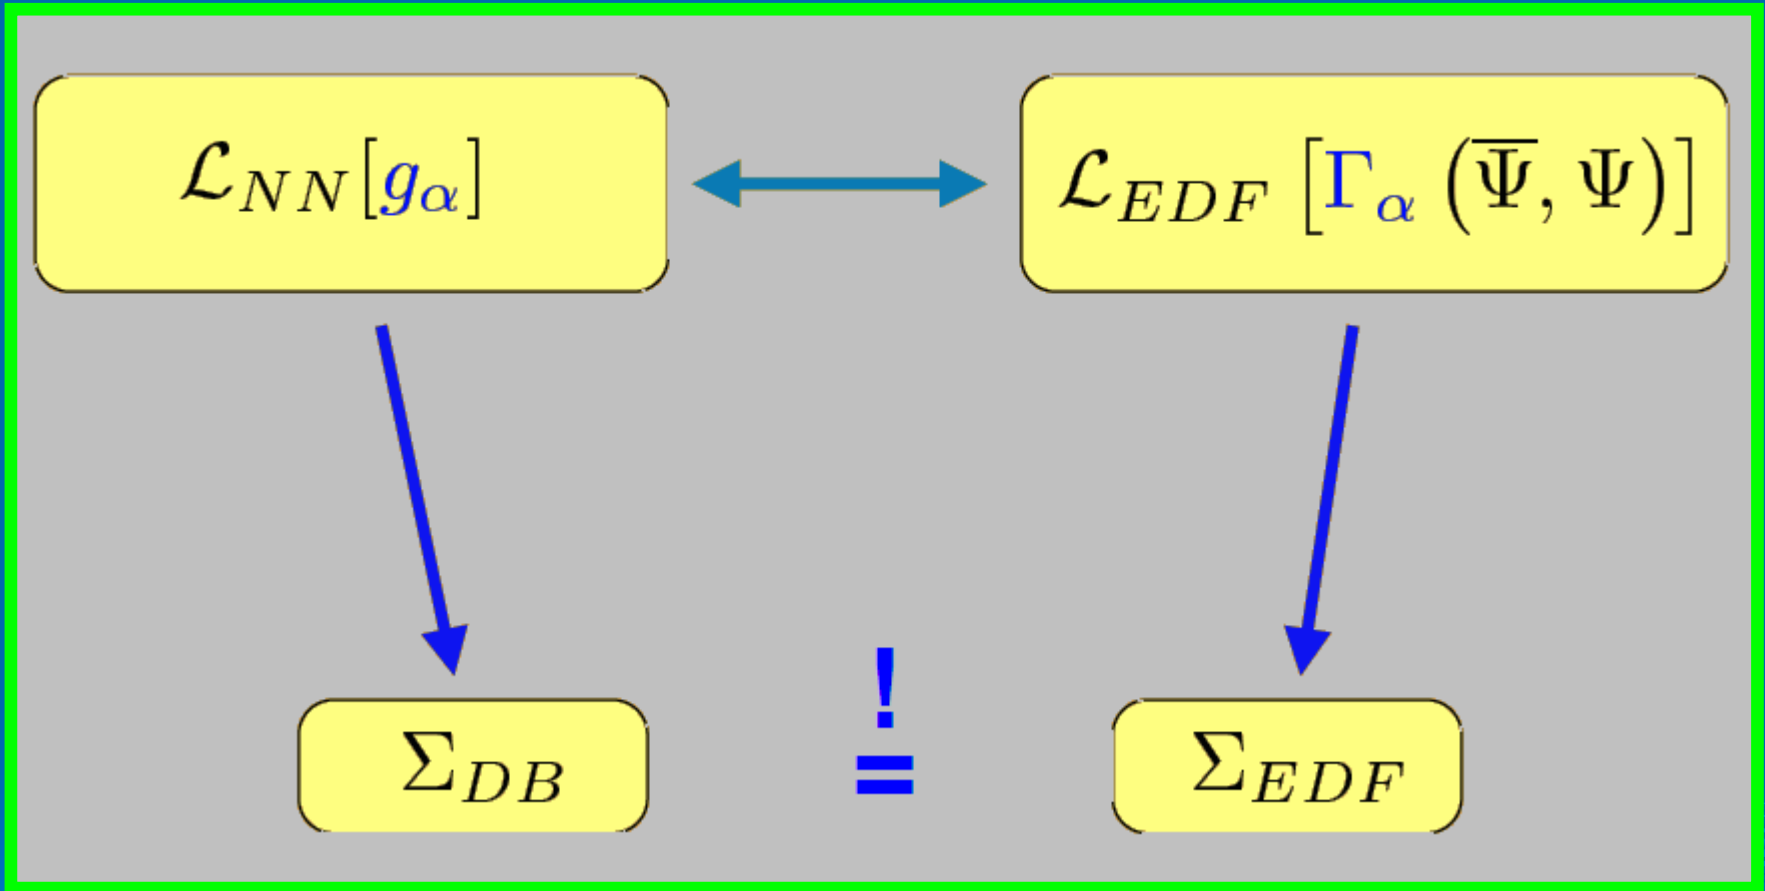 ℒ_{NN}[g_α] ℒ_{EDF} [Γ_α (Ψ̅, Ψ)]
!
Σ_{DB} = Σ_{EDF}